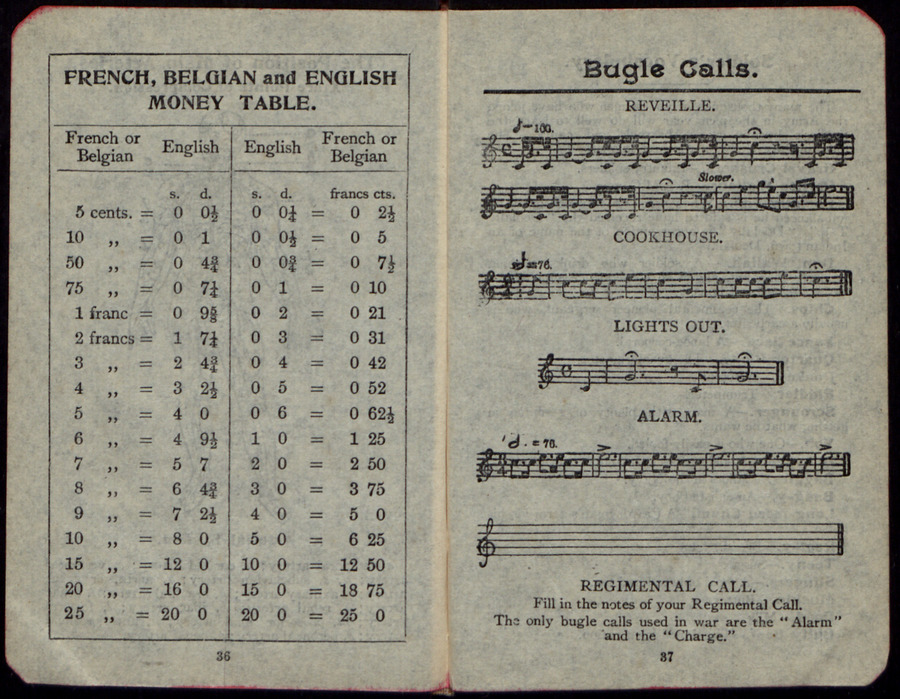 FRENCH, BELGIAN and ENGLISH
MONEY TABLE.
French or Belgian English English French or Belgian
s. d. s. d. francs cts.
5 cents. = 0 0½ 0 0¼ = 0 2½
10 ,, = 0 1 0 0½ = 0 5
50 ,, = 0 4¾ 0 0¾ = 0 7½
75 ,, = 0 7¼ 0 1 = 0 10
1 franc = 0 9⅝ 0 2 = 0 21
2 francs = 1 7¼ 0 3 = 0 31
3 ,, = 2 4¾ 0 4 = 0 42
4 ,, = 3 2½ 0 5 = 0 52
5 ,, = 4 0 0 6 = 0 62½
6 ,, = 4 9½ 1 0 = 1 25
7 ,, = 5 7 2 0 = 2 50
8 ,, = 6 4¾ 3 0 = 3 75
9 ,, = 7 2½ 4 0 = 5 0
10 ,, = 8 0 5 0 = 6 25
15 ,, = 12 0 10 0 = 12 50
20 ,, = 16 0 15 0 = 18 75
25 ,, = 20 0 20 0 = 25 0
36
Bugle Calls.
REVEILLE.
=100.
Slower.
COOKHOUSE.
=76.
LIGHTS OUT.
ALARM.
= 76.
REGIMENTAL CALL.
Fill in the notes of your Regimental Call.
The only bugle calls used in war are the "Alarm"
and the "Charge."
37